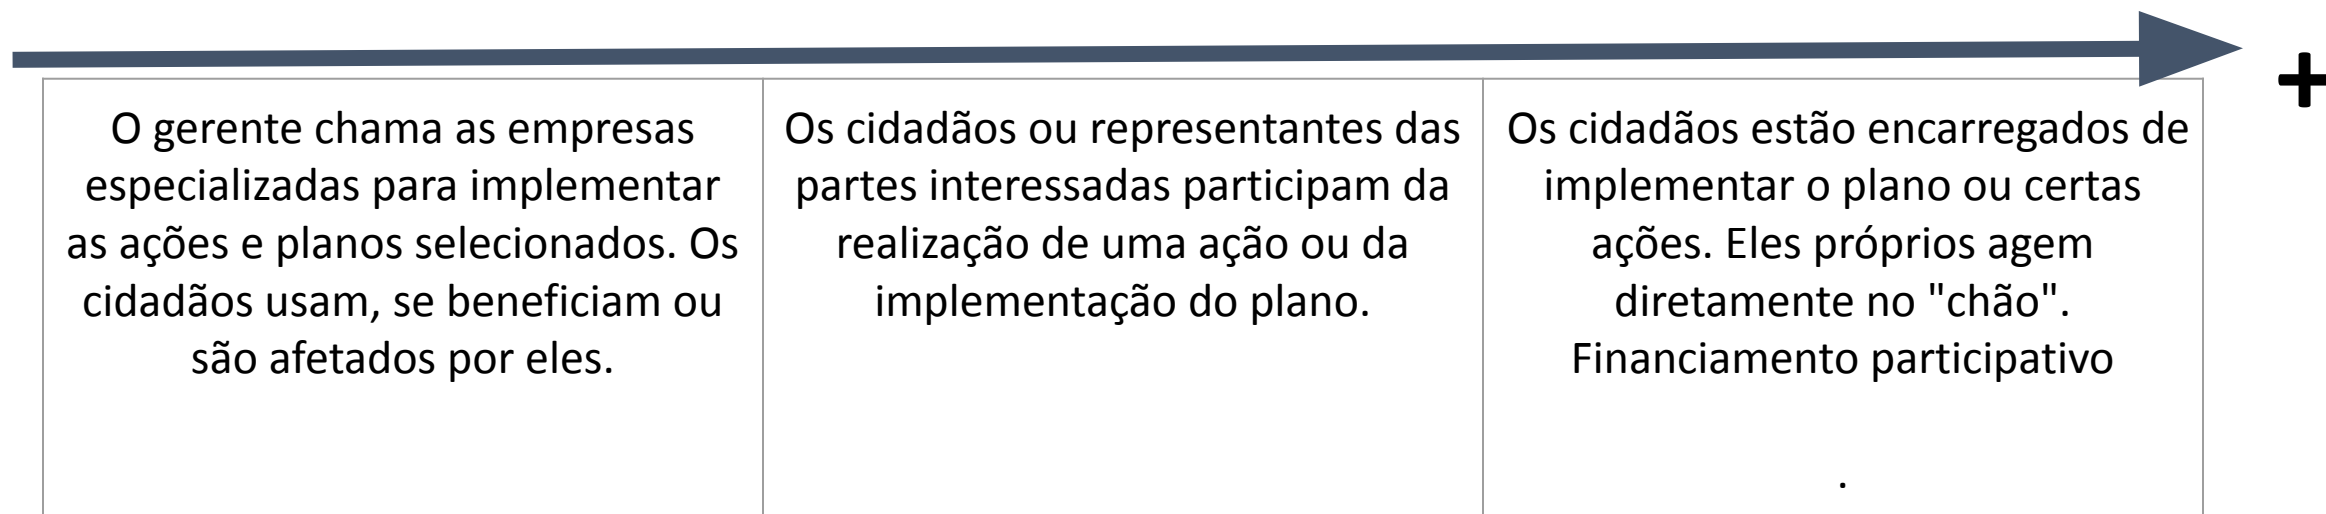 +
O gerente chama as empresas
especializadas para implementar
as ações e planos selecionados. Os
cidadãos usam, se beneficiam ou
são afetados por eles.
Os cidadãos ou representantes das
partes interessadas participam da
realização de uma ação ou da
implementação do plano.
Os cidadãos estão encarregados de
implementar o plano ou certas
ações. Eles próprios agem
diretamente no "chão".
Financiamento participativo
.